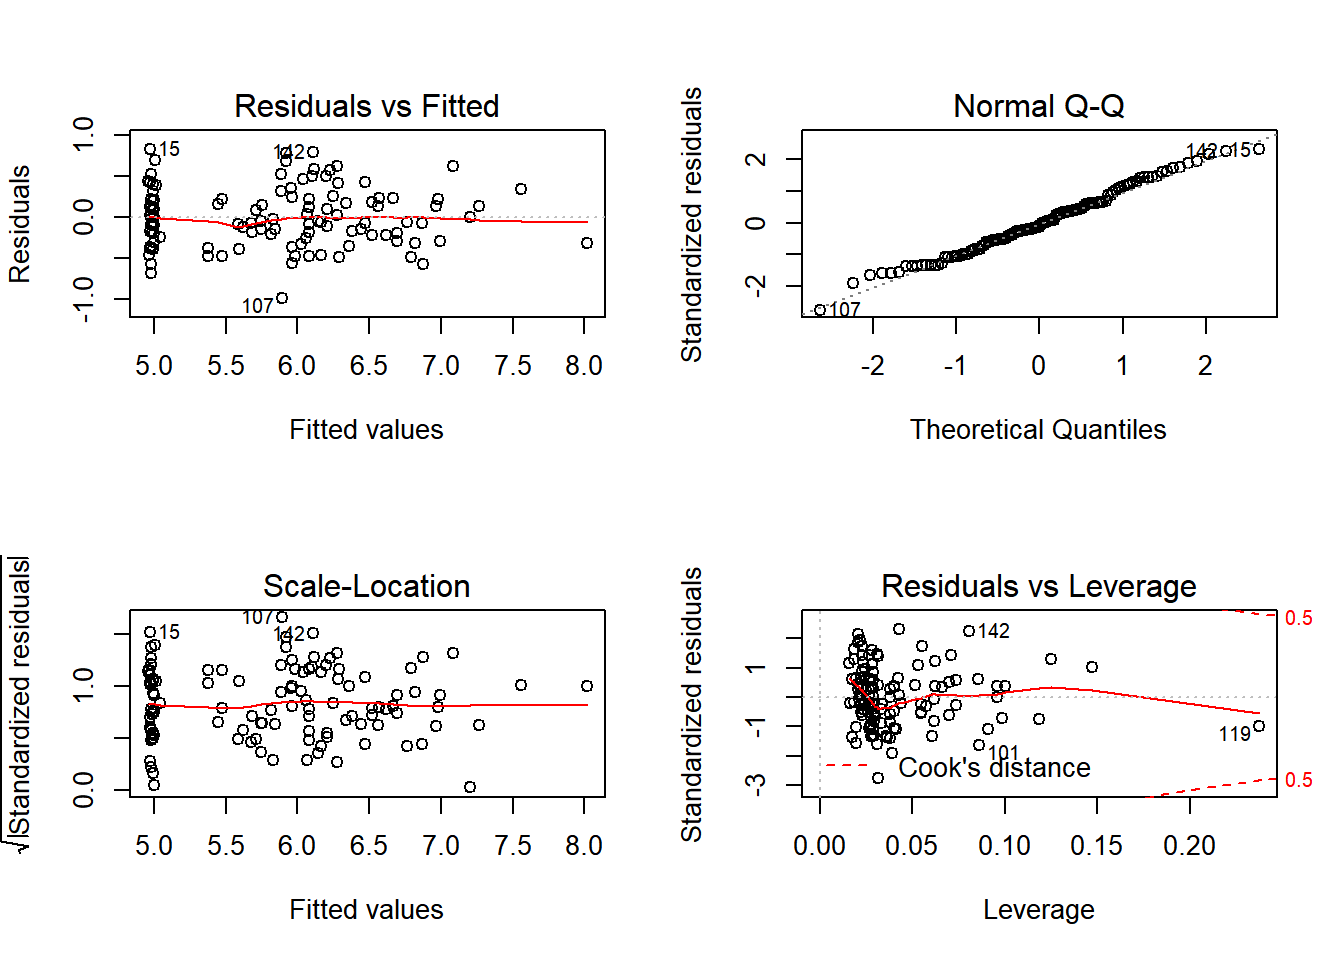 Residuals vs Fitted
Residuals
1.0
0.0
-1.0
15
142
107
5.0 5.5 6.0 6.5 7.0 7.5 8.0
Fitted values
Normal Q-Q
Standardized residuals
2
0
-2
142
15
107
-2 -1 0 1 2
Theoretical Quantiles
Scale-Location
√|Standardized residuals|
1.0
0.0
107
15
142
5.0 5.5 6.0 6.5 7.0 7.5 8.0
Fitted values
Residuals vs Leverage
Standardized residuals
1
-1
-3
0.5
142
119
101
Cook's distance
0.5
0.00 0.05 0.10 0.15 0.20
Leverage